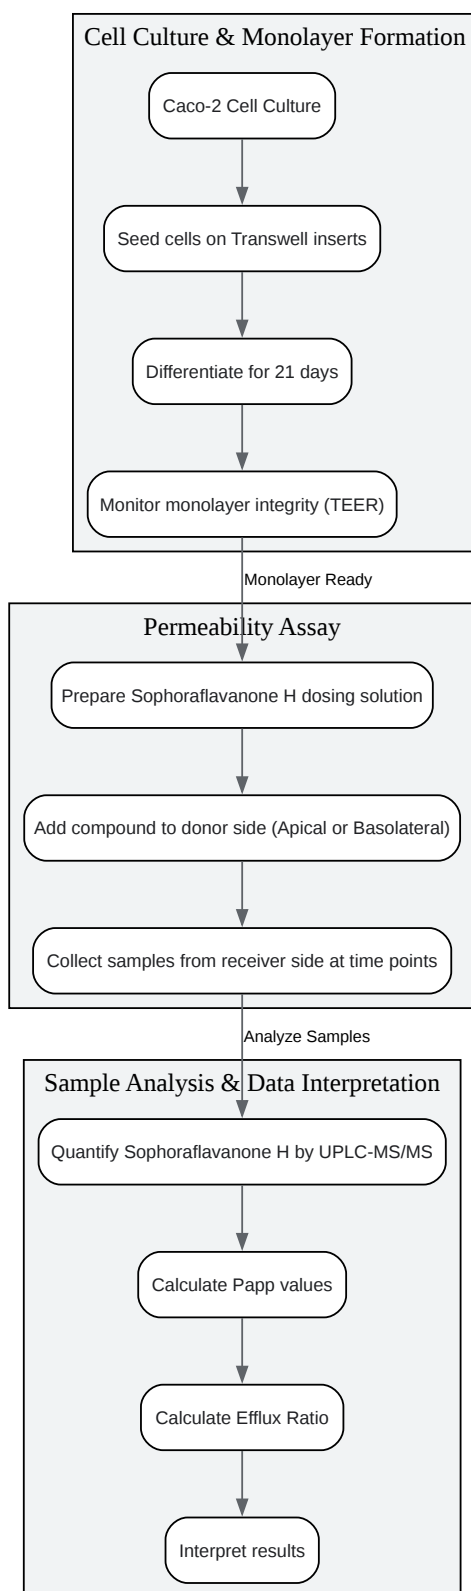 Cell Culture & Monolayer Formation
Caco-2 Cell Culture
Seed cells on Transwell inserts
Differentiate for 21 days
Monitor monolayer integrity (TEER)
Monolayer Ready
Permeability Assay
Prepare Sophoraflavanone H dosing solution
Add compound to donor side (Apical or Basolateral)
Collect samples from receiver side at time points
Analyze Samples
Sample Analysis & Data Interpretation
Quantify Sophoraflavanone H by UPLC-MS/MS
Calculate Papp values
Calculate Efflux Ratio
Interpret results